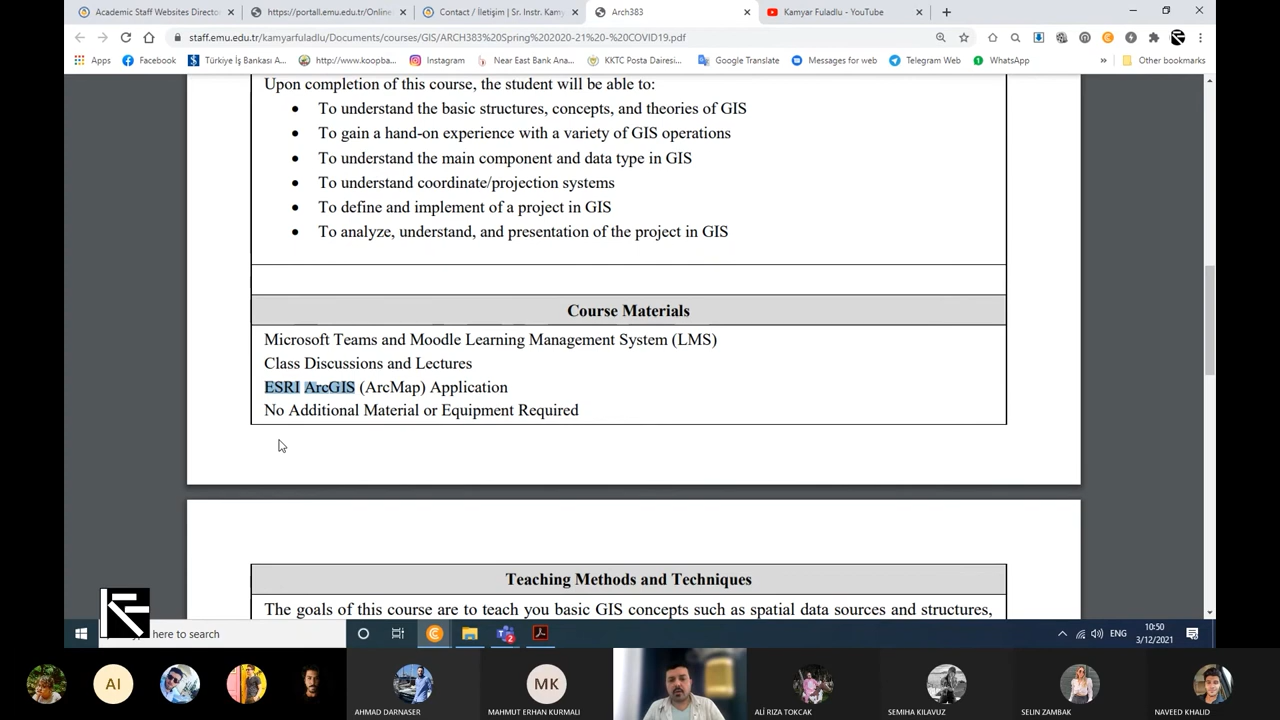 Academic Staff Websites Directo
https://portall.emu.edu.tr/Online
Contact / İletişim | Sr. Instr. Kam
Arch383
Kamyar Fuladlu - YouTube
staff.emu.edu.tr/kamyarfuladlu/Documents/courses/GIS/ARCH383%20Spring%202020-21%20-%20COVID19.pdf
Apps
Facebook
Türkiye İş Bankası A...
http://www.koopba...
Instagram
Near East Bank Ana...
KKTC Posta Dairesi...
Google Translate
Messages for web
Telegram Web
WhatsApp
Other bookmarks
Upon completion of this course, the student will be able to:
• To understand the basic structures, concepts, and theories of GIS
• To gain a hand-on experience with a variety of GIS operations
• To understand the main component and data type in GIS
• To understand coordinate/projection systems
• To define and implement of a project in GIS
• To analyze, understand, and presentation of the project in GIS
Course Materials
Microsoft Teams and Moodle Learning Management System (LMS)
Class Discussions and Lectures
ESRI ArcGIS (ArcMap) Application
No Additional Material or Equipment Required
Teaching Methods and Techniques
The goals of this course are to teach you basic GIS concepts such as spatial data sources and structures,
here to search
ENG
10:50
3/12/2021
AI
MK
AHMAD DARNASER
MAHMUT ERHAN KURMALI
ALİ RIZA TOKCAK
SEMIHA KILAVUZ
SELIN ZAMBAK
NAVEED KHALID